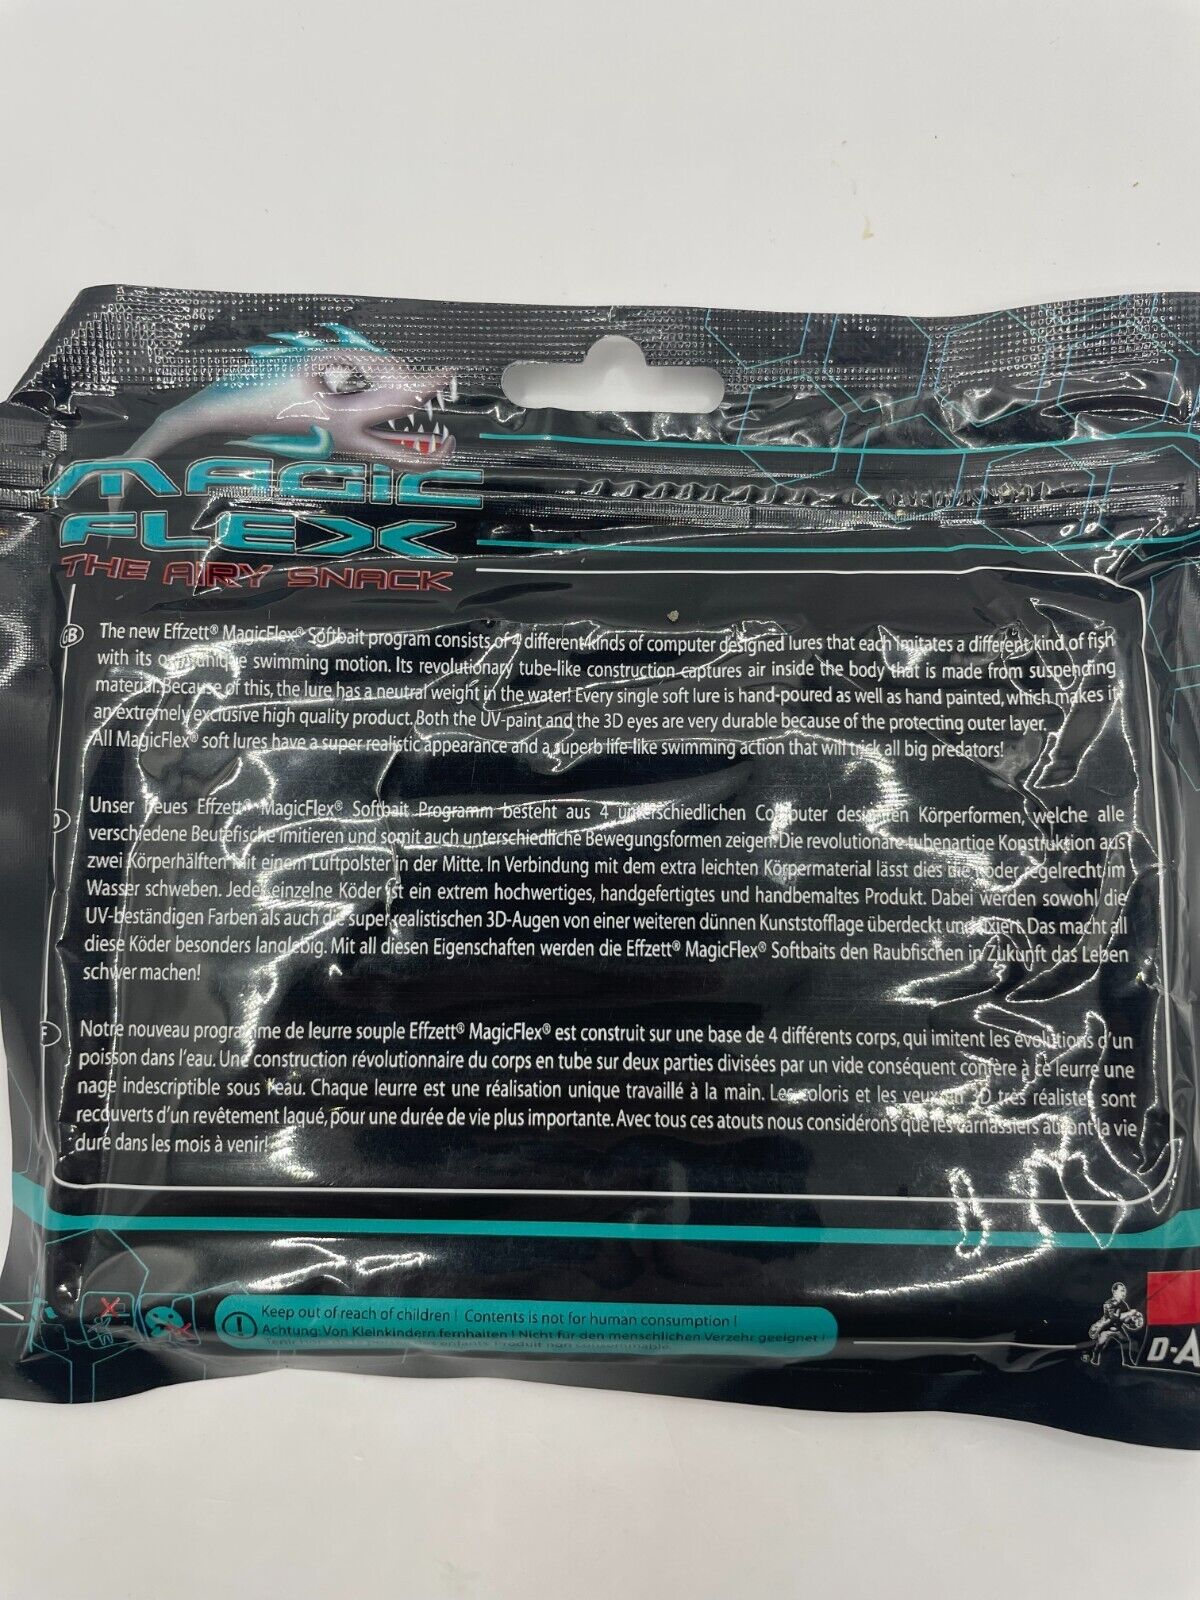 MAGIC
FLEX
THE AIRY SNACK
GB The new Effzett® MagicFlex® Softbait program consists of 4 different kinds of computer designed lures that each imitates a different kind of fish
with its own unique swimming motion. Its revolutionary tube-like construction captures air inside the body that is made from suspending
material. Because of this, the lure has a neutral weight in the water! Every single soft lure is hand-poured as well as hand painted, which makes it
an extremely exclusive high quality product. Both the UV-paint and the 3D eyes are very durable because of the protecting outer layer.
All MagicFlex® soft lures have a super realistic appearance and a superb life-like swimming action that will trick all big predators!
D Unser neues Effzett® MagicFlex® Softbait Programm besteht aus 4 unterschiedlichen Computer designten Körperformen, welche alle
verschiedene Beutefische imitieren und somit auch unterschiedliche Bewegungsformen zeigen. Die revolutionäre tubenartige Konstruktion aus
zwei Körperhälften mit einem Luftpolster in der Mitte. In Verbindung mit dem extra leichten Körpermaterial lässt dies die Köder regelrecht im
Wasser schweben. Jeder einzelne Köder ist ein extrem hochwertiges, handgefertigtes und handbemaltes Produkt. Dabei werden sowohl die
UV-beständigen Farben als auch die super realistischen 3D-Augen von einer weiteren dünnen Kunststofflage überdeckt und fixiert. Das macht all
diese Köder besonders langlebig. Mit all diesen Eigenschaften werden die Effzett® MagicFlex® Softbaits den Raubfischen in Zukunft das Leben
schwer machen!
F Notre nouveau programme de leurre souple Effzett® MagicFlex® est construit sur une base de 4 différents corps, qui imitent les évolutions d'un
poisson dans l'eau. Une construction révolutionnaire du corps en tube sur deux parties divisées par un vide conséquent confère à ce leurre une
nage indescriptible sous l'eau. Chaque leurre est une réalisation unique travaillé à la main. Les coloris et les yeux en 3D très réalistes sont
recouverts d'un revêtement laqué, pour une durée de vie plus importante. Avec tous ces atouts nous considérons que les carnassiers auront la vie
dure dans les mois à venir!
Keep out of reach of children ! Contents is not for human consumption !
Achtung: Von Kleinkindern fernhalten ! Nicht für den menschlichen Verzehr geeignet !
enfants. Produit non consommable.
D·A